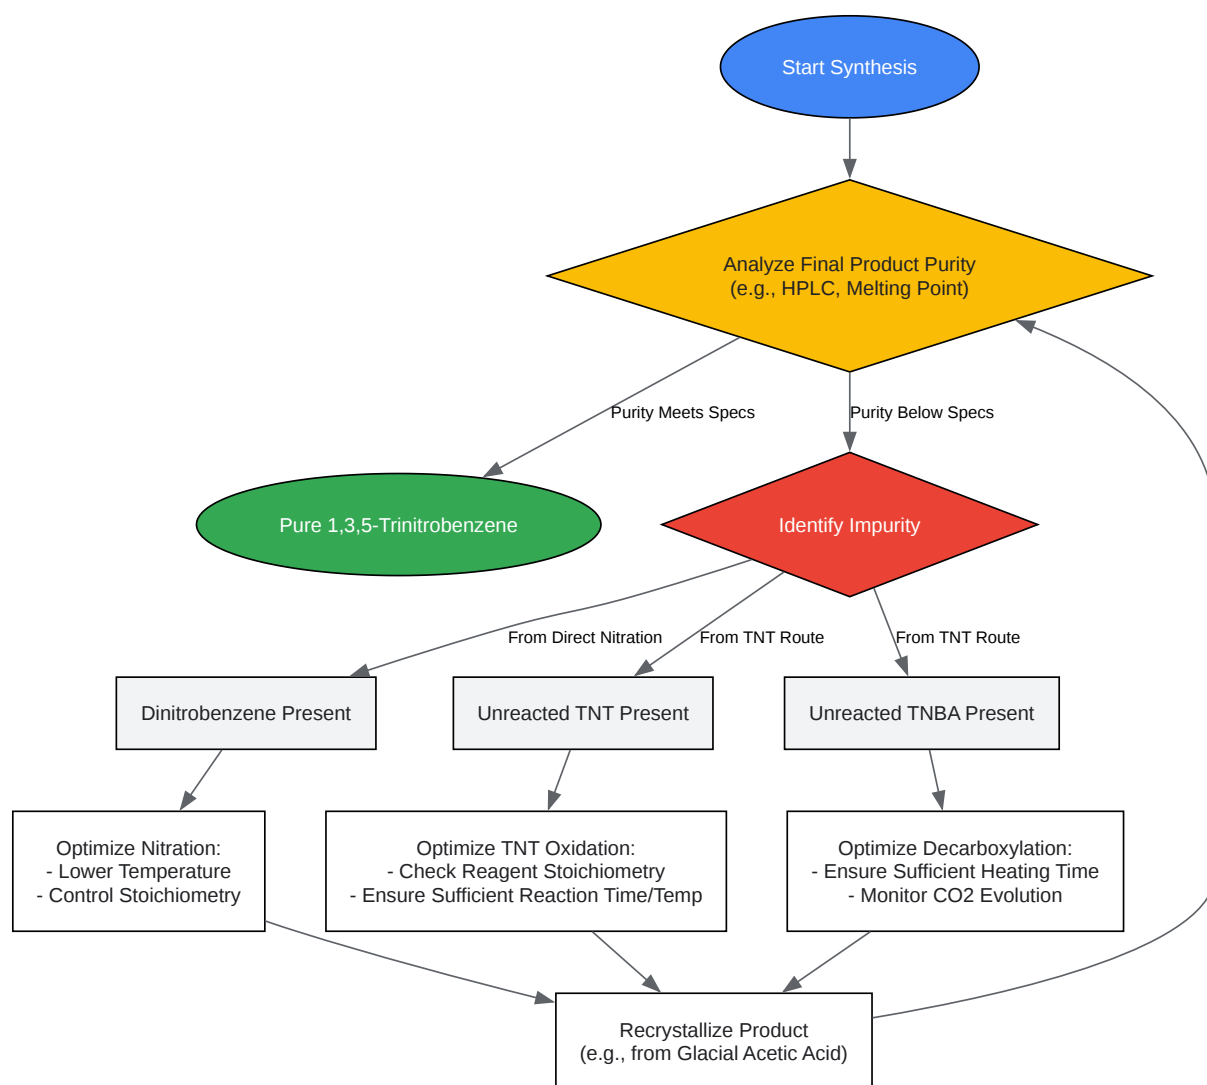 Start Synthesis
Analyze Final Product Purity
(e.g., HPLC, Melting Point)
Purity Meets Specs
Purity Below Specs
Pure 1,3,5-Trinitrobenzene
Identify Impurity
From Direct Nitration
From TNT Route
From TNT Route
Dinitrobenzene Present
Unreacted TNT Present
Unreacted TNBA Present
Optimize Nitration:
- Lower Temperature
- Control Stoichiometry
Optimize TNT Oxidation:
- Check Reagent Stoichiometry
- Ensure Sufficient Reaction Time/Temp
Optimize Decarboxylation:
- Ensure Sufficient Heating Time
- Monitor CO2 Evolution
Recrystallize Product
(e.g., from Glacial Acetic Acid)